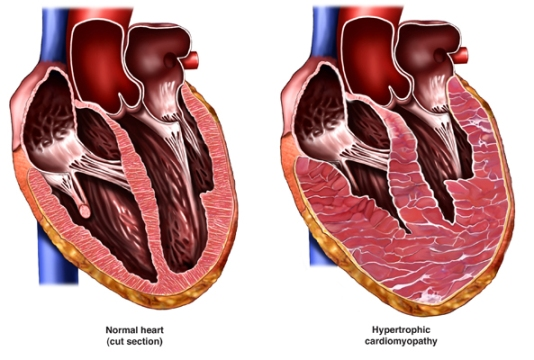 Normal heart
(cut section)
Hypertrophic
cardiomyopathy